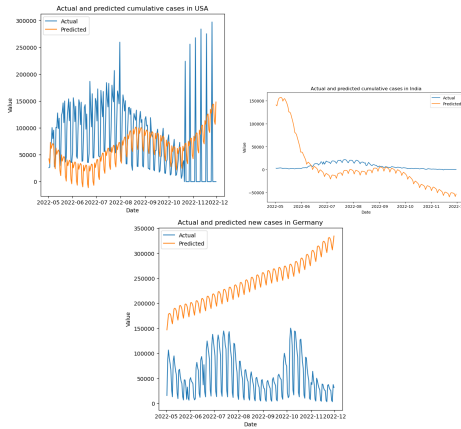 Actual and predicted cumulative cases in USA
Actual
Predicted
300000
250000
200000
150000
100000
50000
0
Value
2022-05 2022-06 2022-07 2022-08 2022-09 2022-10 2022-11 2022-12
Date
Actual and predicted cumulative cases in India
Actual
Predicted
150000
100000
50000
0
−50000
Value
2022-05 2022-06 2022-07 2022-08 2022-09 2022-10 2022-11
Date
Actual and predicted new cases in Germany
Actual
Predicted
350000
300000
250000
200000
150000
100000
50000
0
Value
2022-05 2022-06 2022-07 2022-08 2022-09 2022-10 2022-11 2022-12
Date